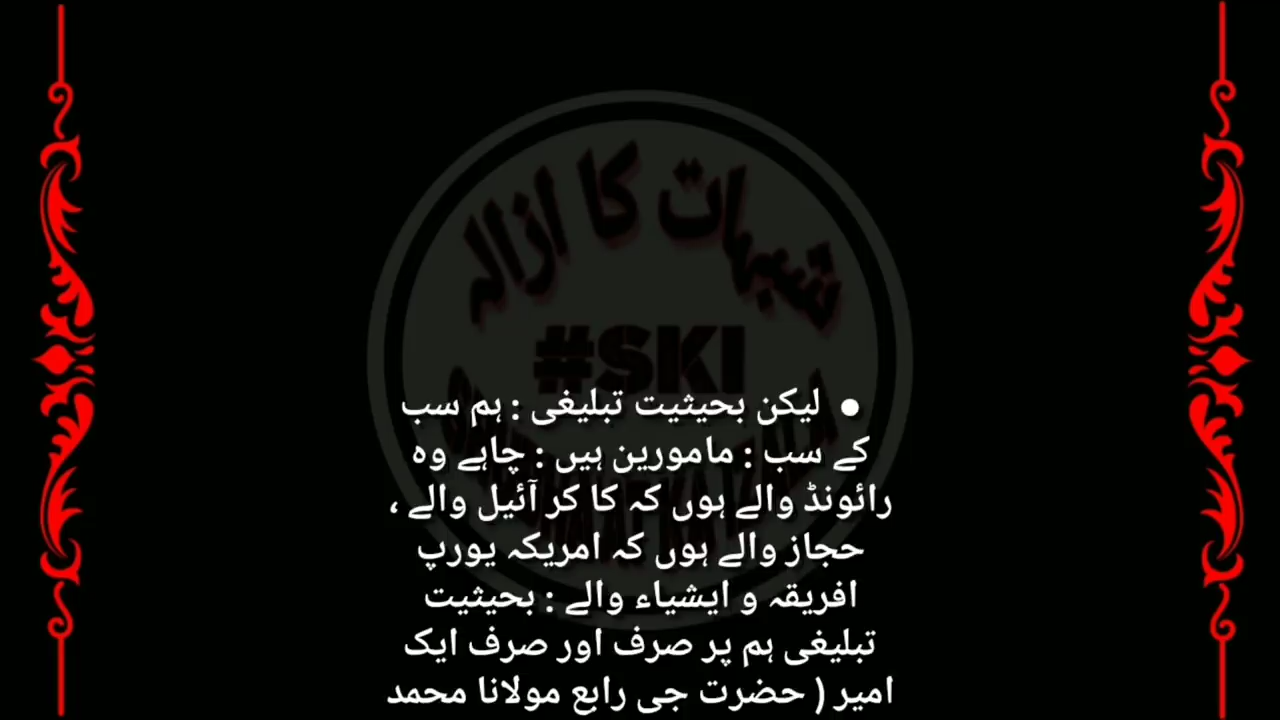 شبہات کا ازالہ
#SKI
● لیکن بحیثیت تبلیغی : ہم سب
کے سب : مامورین ہیں : چاہے وہ
رائونڈ والے ہوں کہ کا کر آئیل والے ،
حجاز والے ہوں کہ امریکہ یورپ
افریقہ و ایشیاء والے : بحیثیت
تبلیغی ہم پر صرف اور صرف ایک
امیر ( حضرت جی رابع مولانا محمد